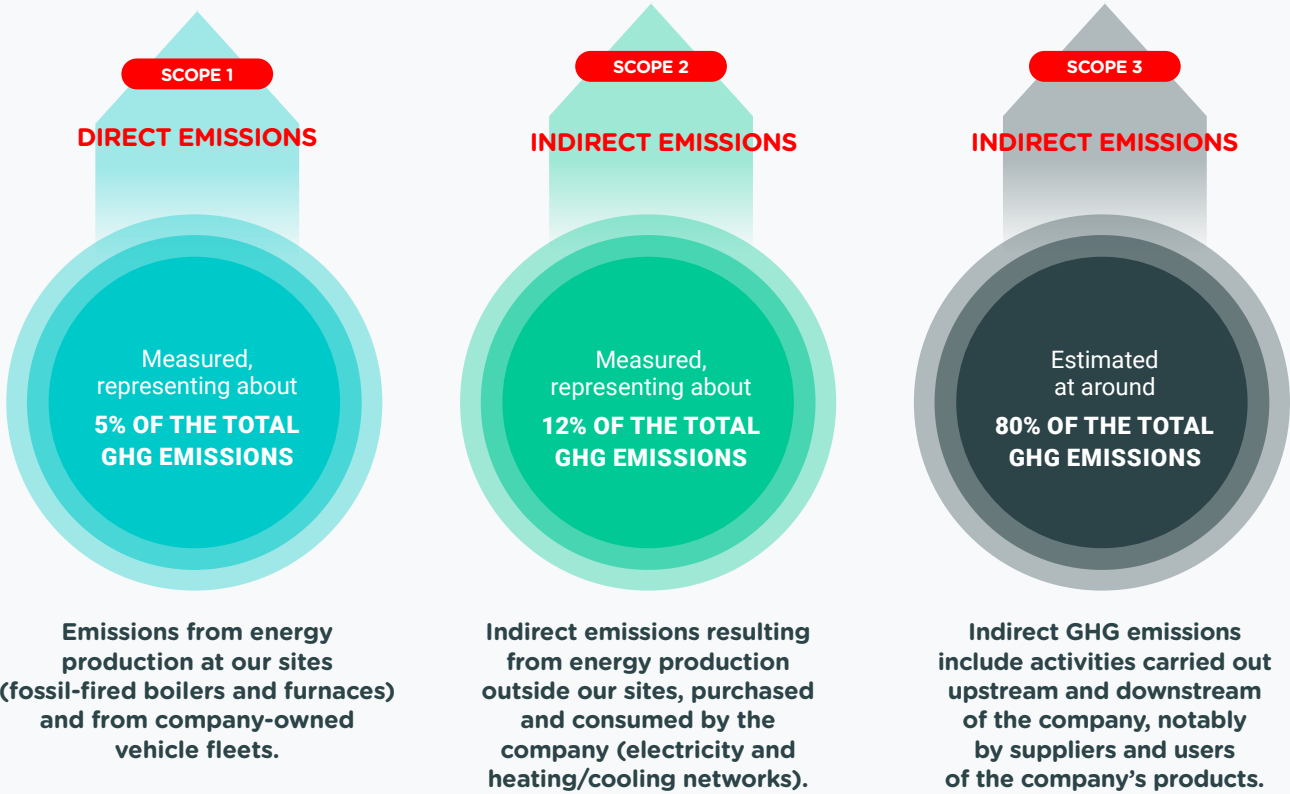 SCOPE 1
DIRECT EMISSIONS
Measured,
representing about
5% OF THE TOTAL
GHG EMISSIONS
Emissions from energy
production at our sites
(fossil-fired boilers and furnaces)
and from company-owned
vehicle fleets.
SCOPE 2
INDIRECT EMISSIONS
Measured,
representing about
12% OF THE TOTAL
GHG EMISSIONS
Indirect emissions resulting
from energy production
outside our sites, purchased
and consumed by the
company (electricity and
heating/cooling networks).
SCOPE 3
INDIRECT EMISSIONS
Estimated
at around
80% OF THE TOTAL
GHG EMISSIONS
Indirect GHG emissions
include activities carried out
upstream and downstream
of the company, notably
by suppliers and users
of the company’s products.